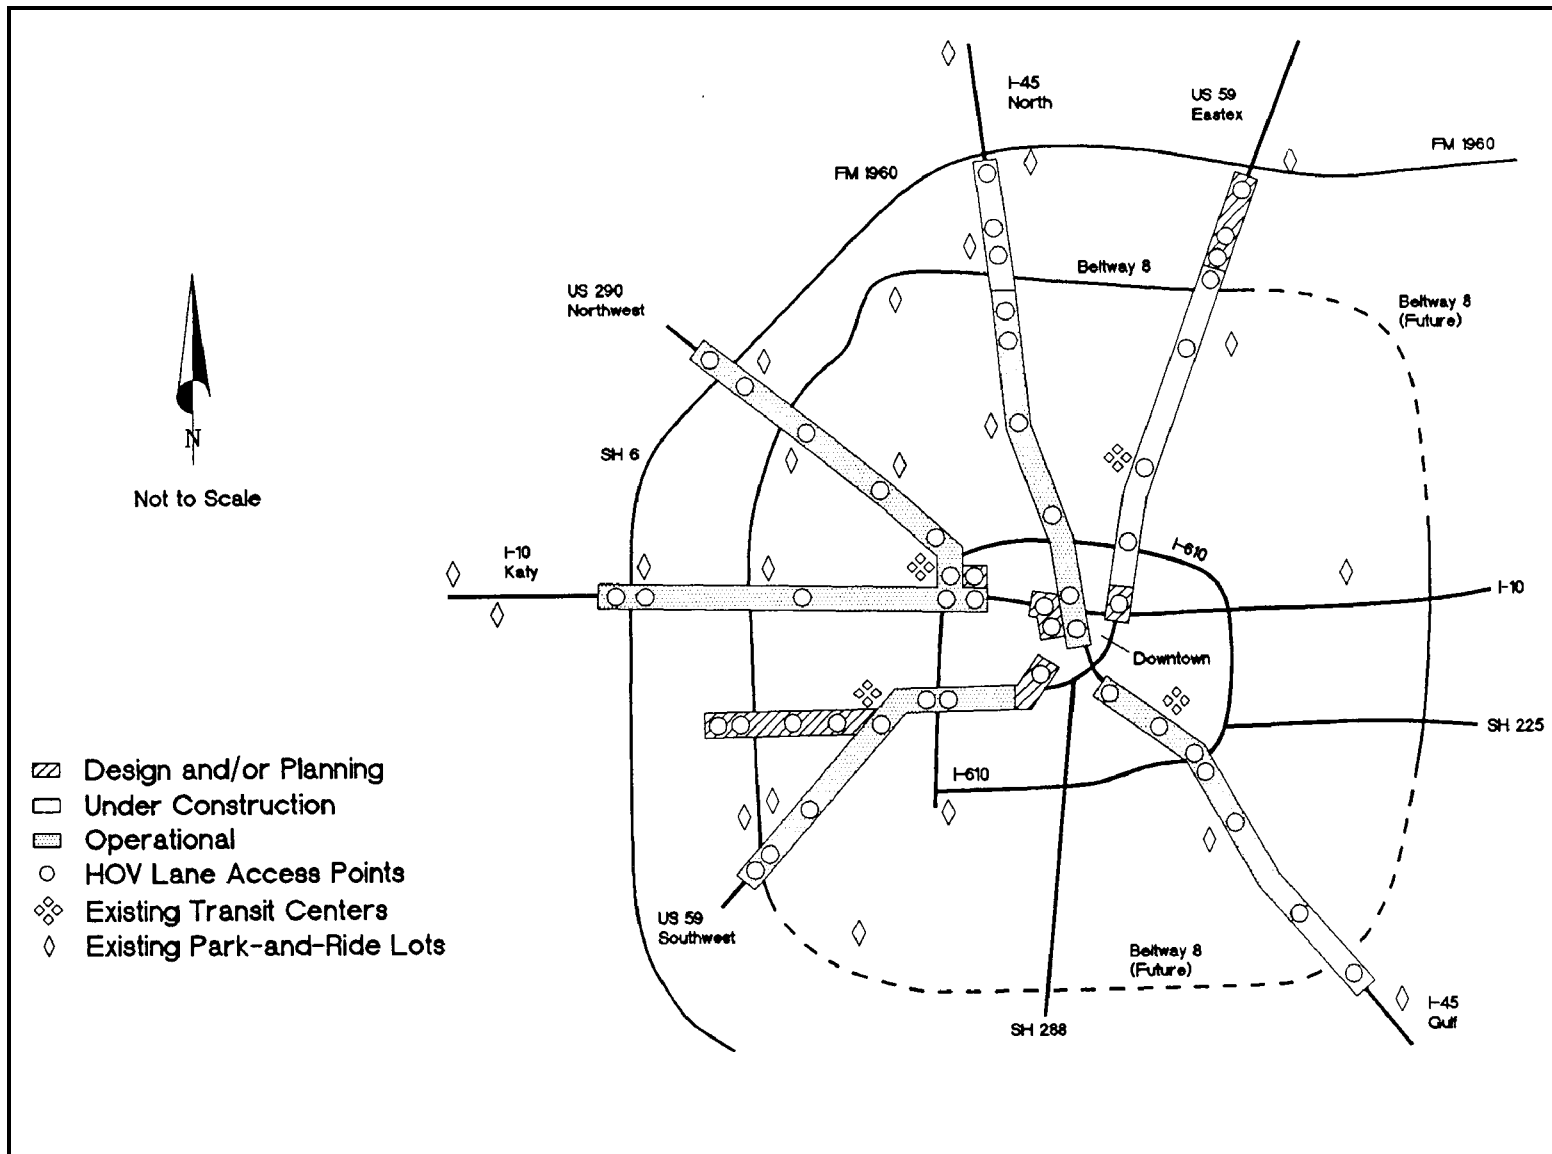 I-45
North
US 59
Eastex
FM 1960
FM 1960
Beltway 8
US 290
Northwest
Beltway 8
(Future)
N
Not to Scale
SH 6
I-10
Katy
I-610
I-10
Downtown
SH 225
I-610
Design and/or Planning
Under Construction
Operational
HOV Lane Access Points
Existing Transit Centers
Existing Park-and-Ride Lots
US 59
Southwest
Beltway 8
(Future)
I-45
Gulf
SH 288